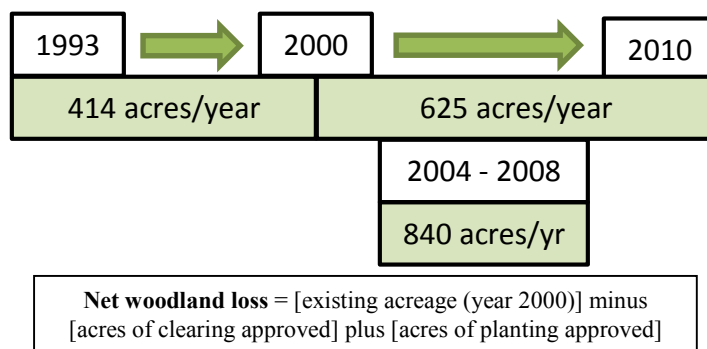 1993 2000 2010
414 acres/year 625 acres/year
2004 - 2008
840 acres/yr
Net woodland loss = [existing acreage (year 2000)] minus
[acres of clearing approved] plus [acres of planting approved]